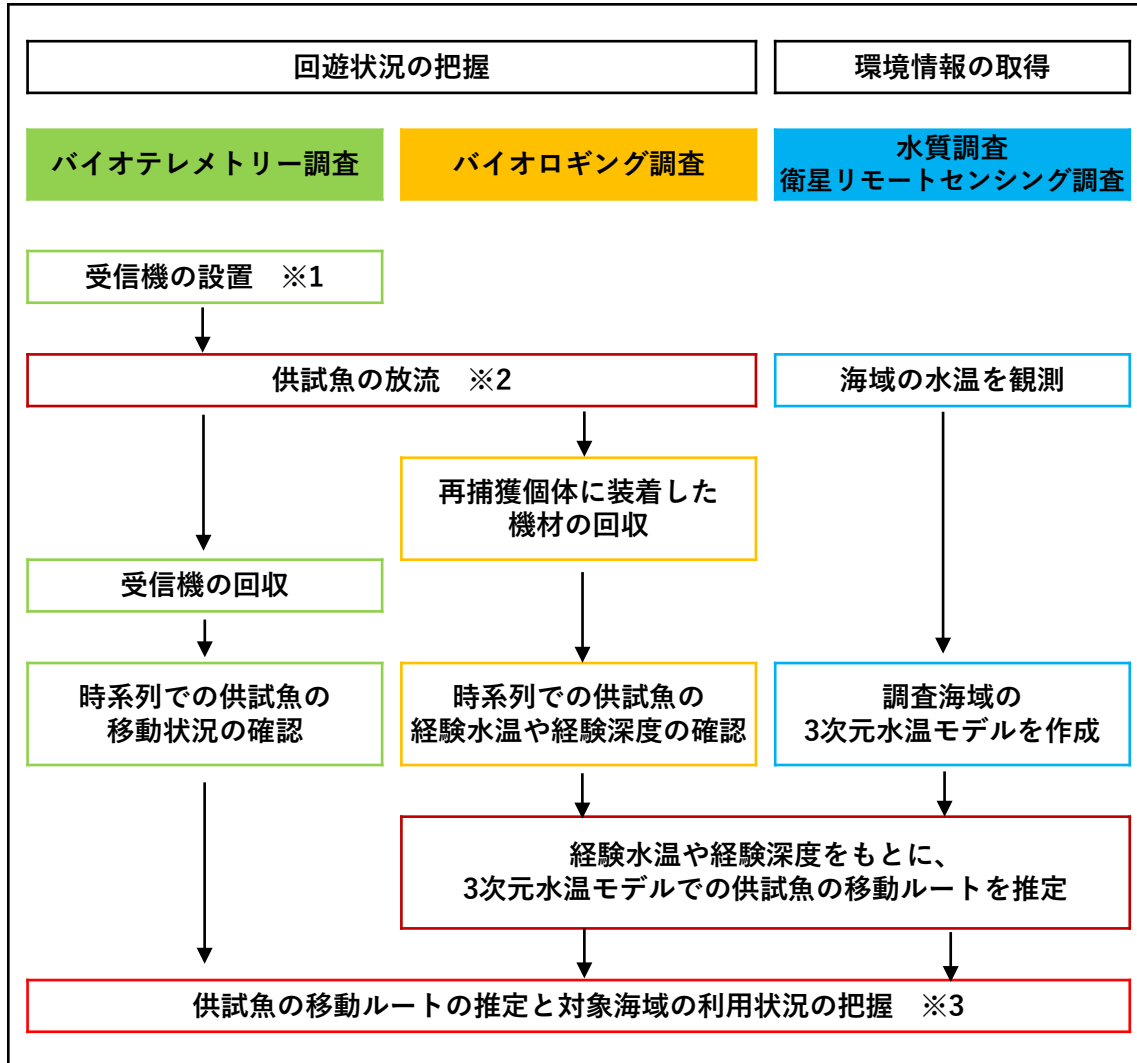 回遊状況の把握
環境情報の取得
バイオテレメトリー調査
バイオロギング調査
水質調査
衛星リモートセンシング調査
受信機の設置　※1
供試魚の放流　※2
海域の水温を観測
再捕獲個体に装着した
機材の回収
受信機の回収
時系列での供試魚の
移動状況の確認
時系列での供試魚の
経験水温や経験深度の確認
調査海域の
3次元水温モデルを作成
経験水温や経験深度をもとに、
3次元水温モデルでの供試魚の移動ルートを推定
供試魚の移動ルートの推定と対象海域の利用状況の把握　※3